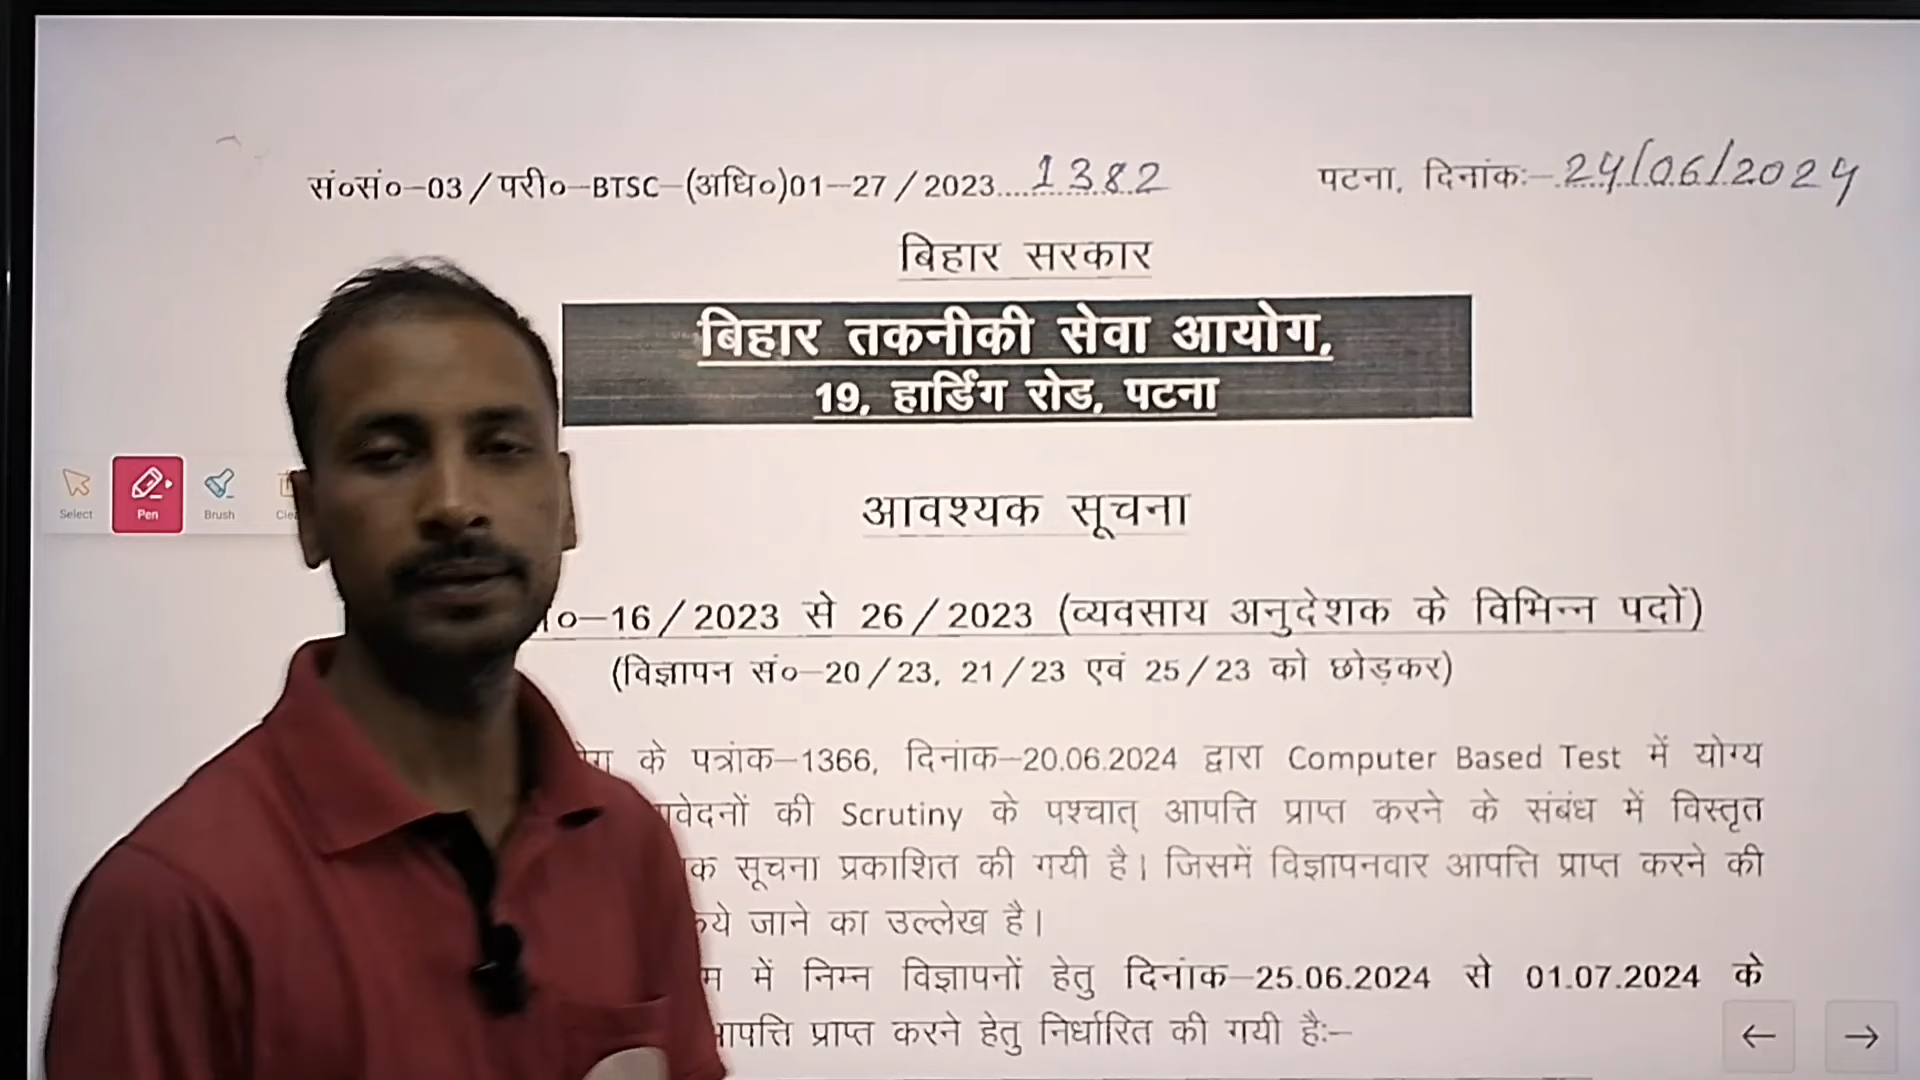 सं०सं०-03/परी०-BTSC-(अधि०)01-27/2023....1382 पटना, दिनांकः-24/06/2024
बिहार सरकार
बिहार तकनीकी सेवा आयोग,
19, हार्डिंग रोड, पटना
Select Pen Brush
आवश्यक सूचना
०-16/2023 से 26/2023 (व्यवसाय अनुदेशक के विभिन्न पदों)
(विज्ञापन सं०-20/23, 21/23 एवं 25/23 को छोड़कर)
के पत्रांक-1366, दिनांक-20.06.2024 द्वारा Computer Based Test में योग्य
की Scrutiny के पश्चात् आपत्ति प्राप्त करने के संबंध में विस्तृत
सूचना प्रकाशित की गयी है। जिसमें विज्ञापनवार आपत्ति प्राप्त करने की
जाने का उल्लेख है।
में निम्न विज्ञापनों हेतु दिनांक-25.06.2024 से 01.07.2024 के
प्राप्त करने हेतु निर्धारित की गयी है:-